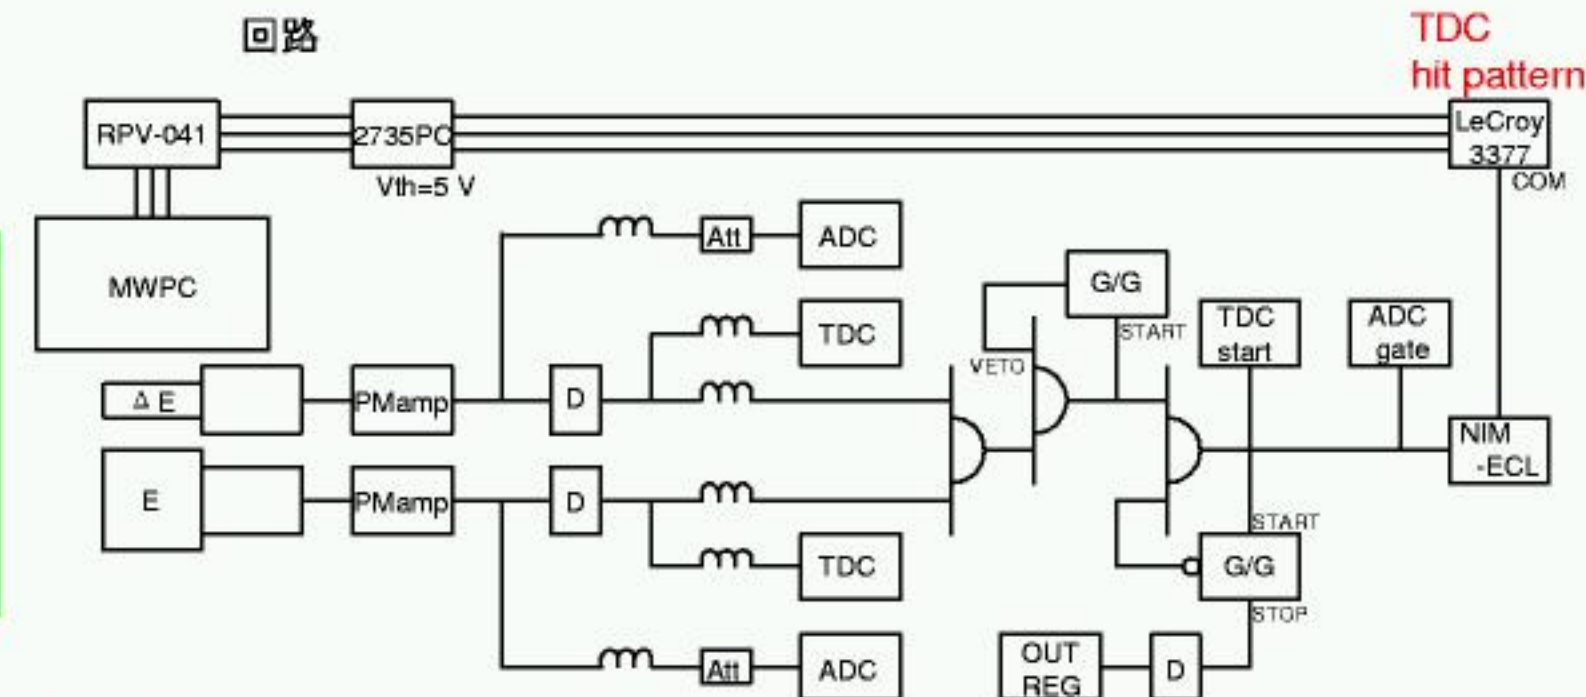 回路
TDC
hit pattern
RPV-041
2735PC
LeCroy
3377
COM
Vth=5 V
MWPC
Att
ADC
TDC
G/G
START
VETO
TDC
start
ADC
gate
Δ E
PMamp
D
NIM
-ECL
E
PMamp
D
START
TDC
G/G
STOP
Att
ADC
OUT
REG
D